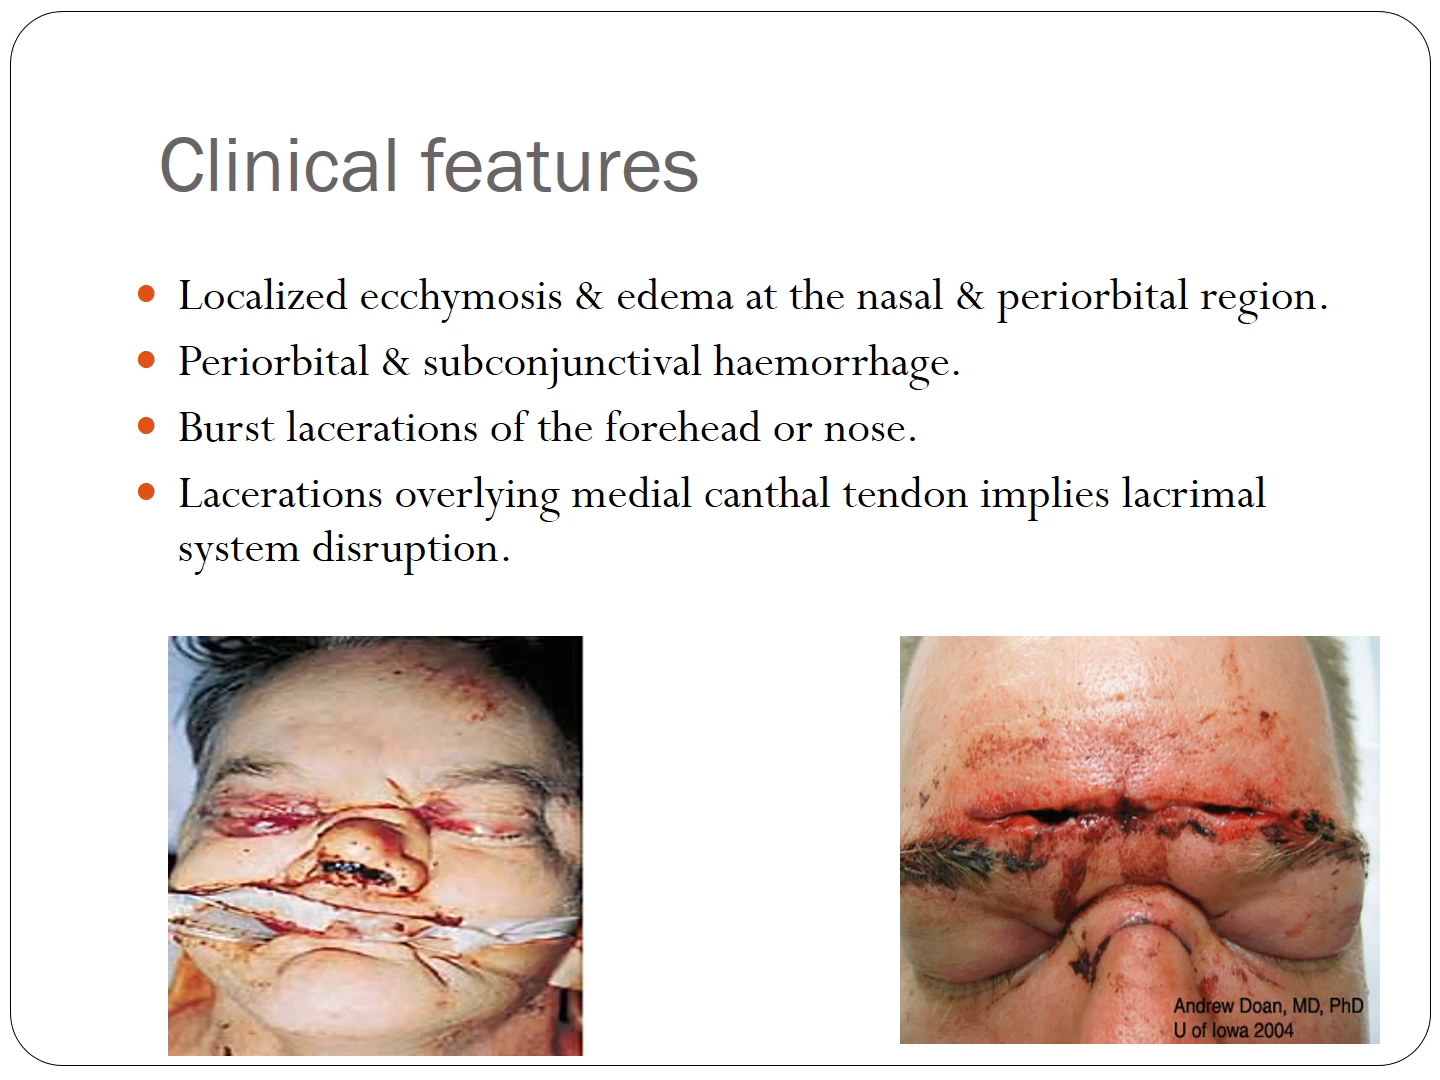 Clinical features
• Localized ecchymosis & edema at the nasal & periorbital region.
• Periorbital & subconjunctival haemorrhage.
• Burst lacerations of the forehead or nose.
• Lacerations overlying medial canthal tendon implies lacrimal
system disruption.
Andrew Doan, MD, PhD
U of Iowa 2004